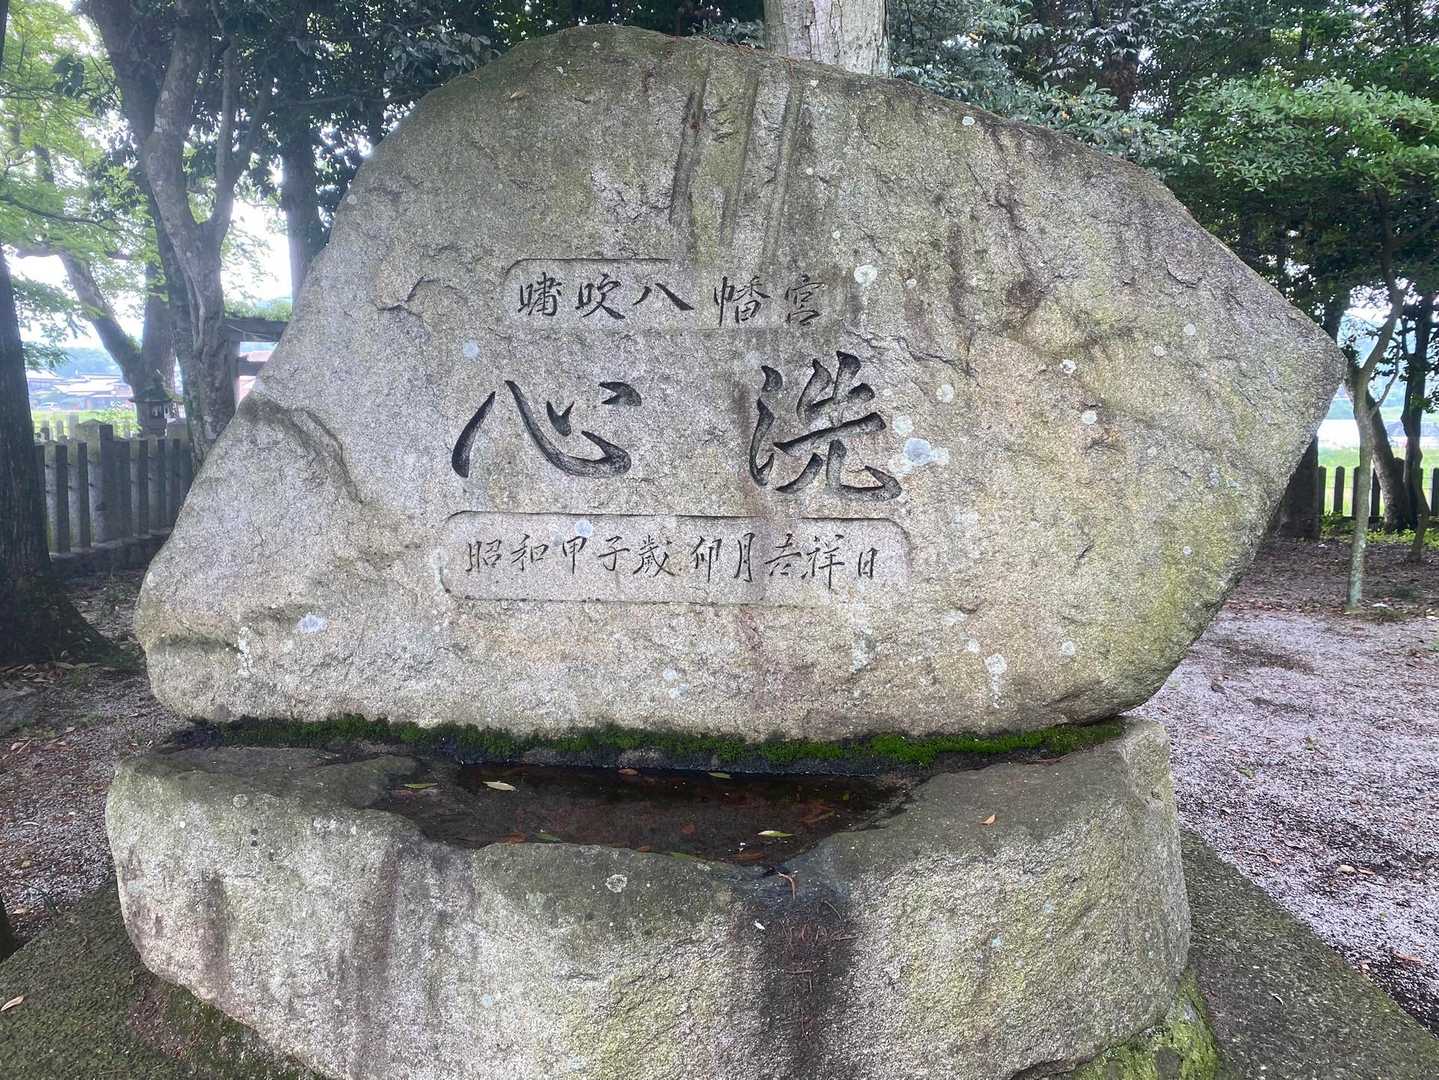 嘯吹八幡宮
心洗
昭和甲子歳卯月吉祥日